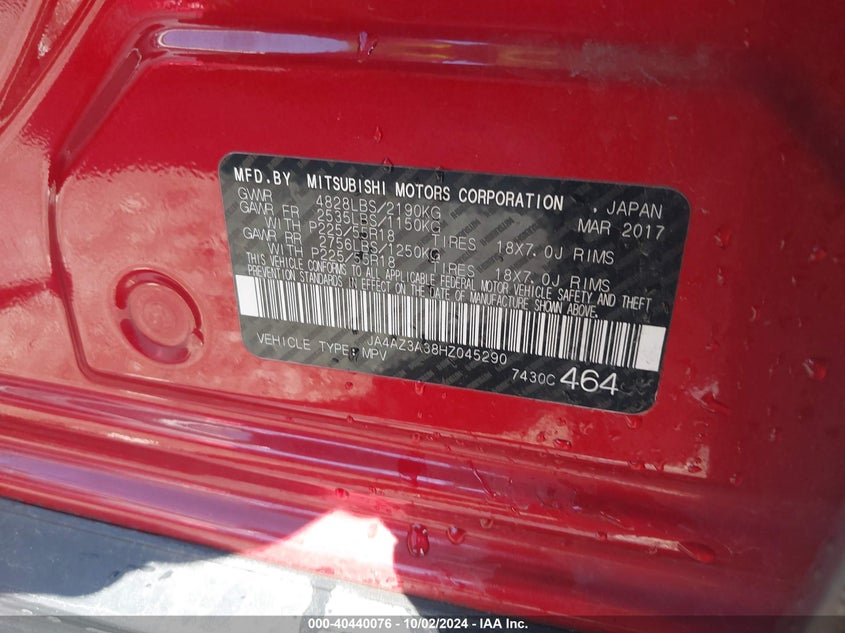 MFD.BY MITSUBISHI MOTORS CORPORATION . JAPAN
GVWR 4828LBS/2190KG MAR 2017
GAWR FR 2535LBS/1150KG
WITH P225/55R18 TIRES 18X7.0J RIMS
GAWR RR 2756LBS/1250KG
WITH P225/55R18 TIRES 18X7.0J RIMS
THIS VEHICLE CONFORMS TO ALL APPLICABLE FEDERAL MOTOR VEHICLE SAFETY AND THEFT
PREVENTION STANDARDS IN EFFECT ON THE DATE OF MANUFACTURE SHOWN ABOVE.
JA4AZ3A38HZ045290
VEHICLE TYPE: MPV
7430C 464
000-40440076 - 10/02/2024 - IAA Inc.